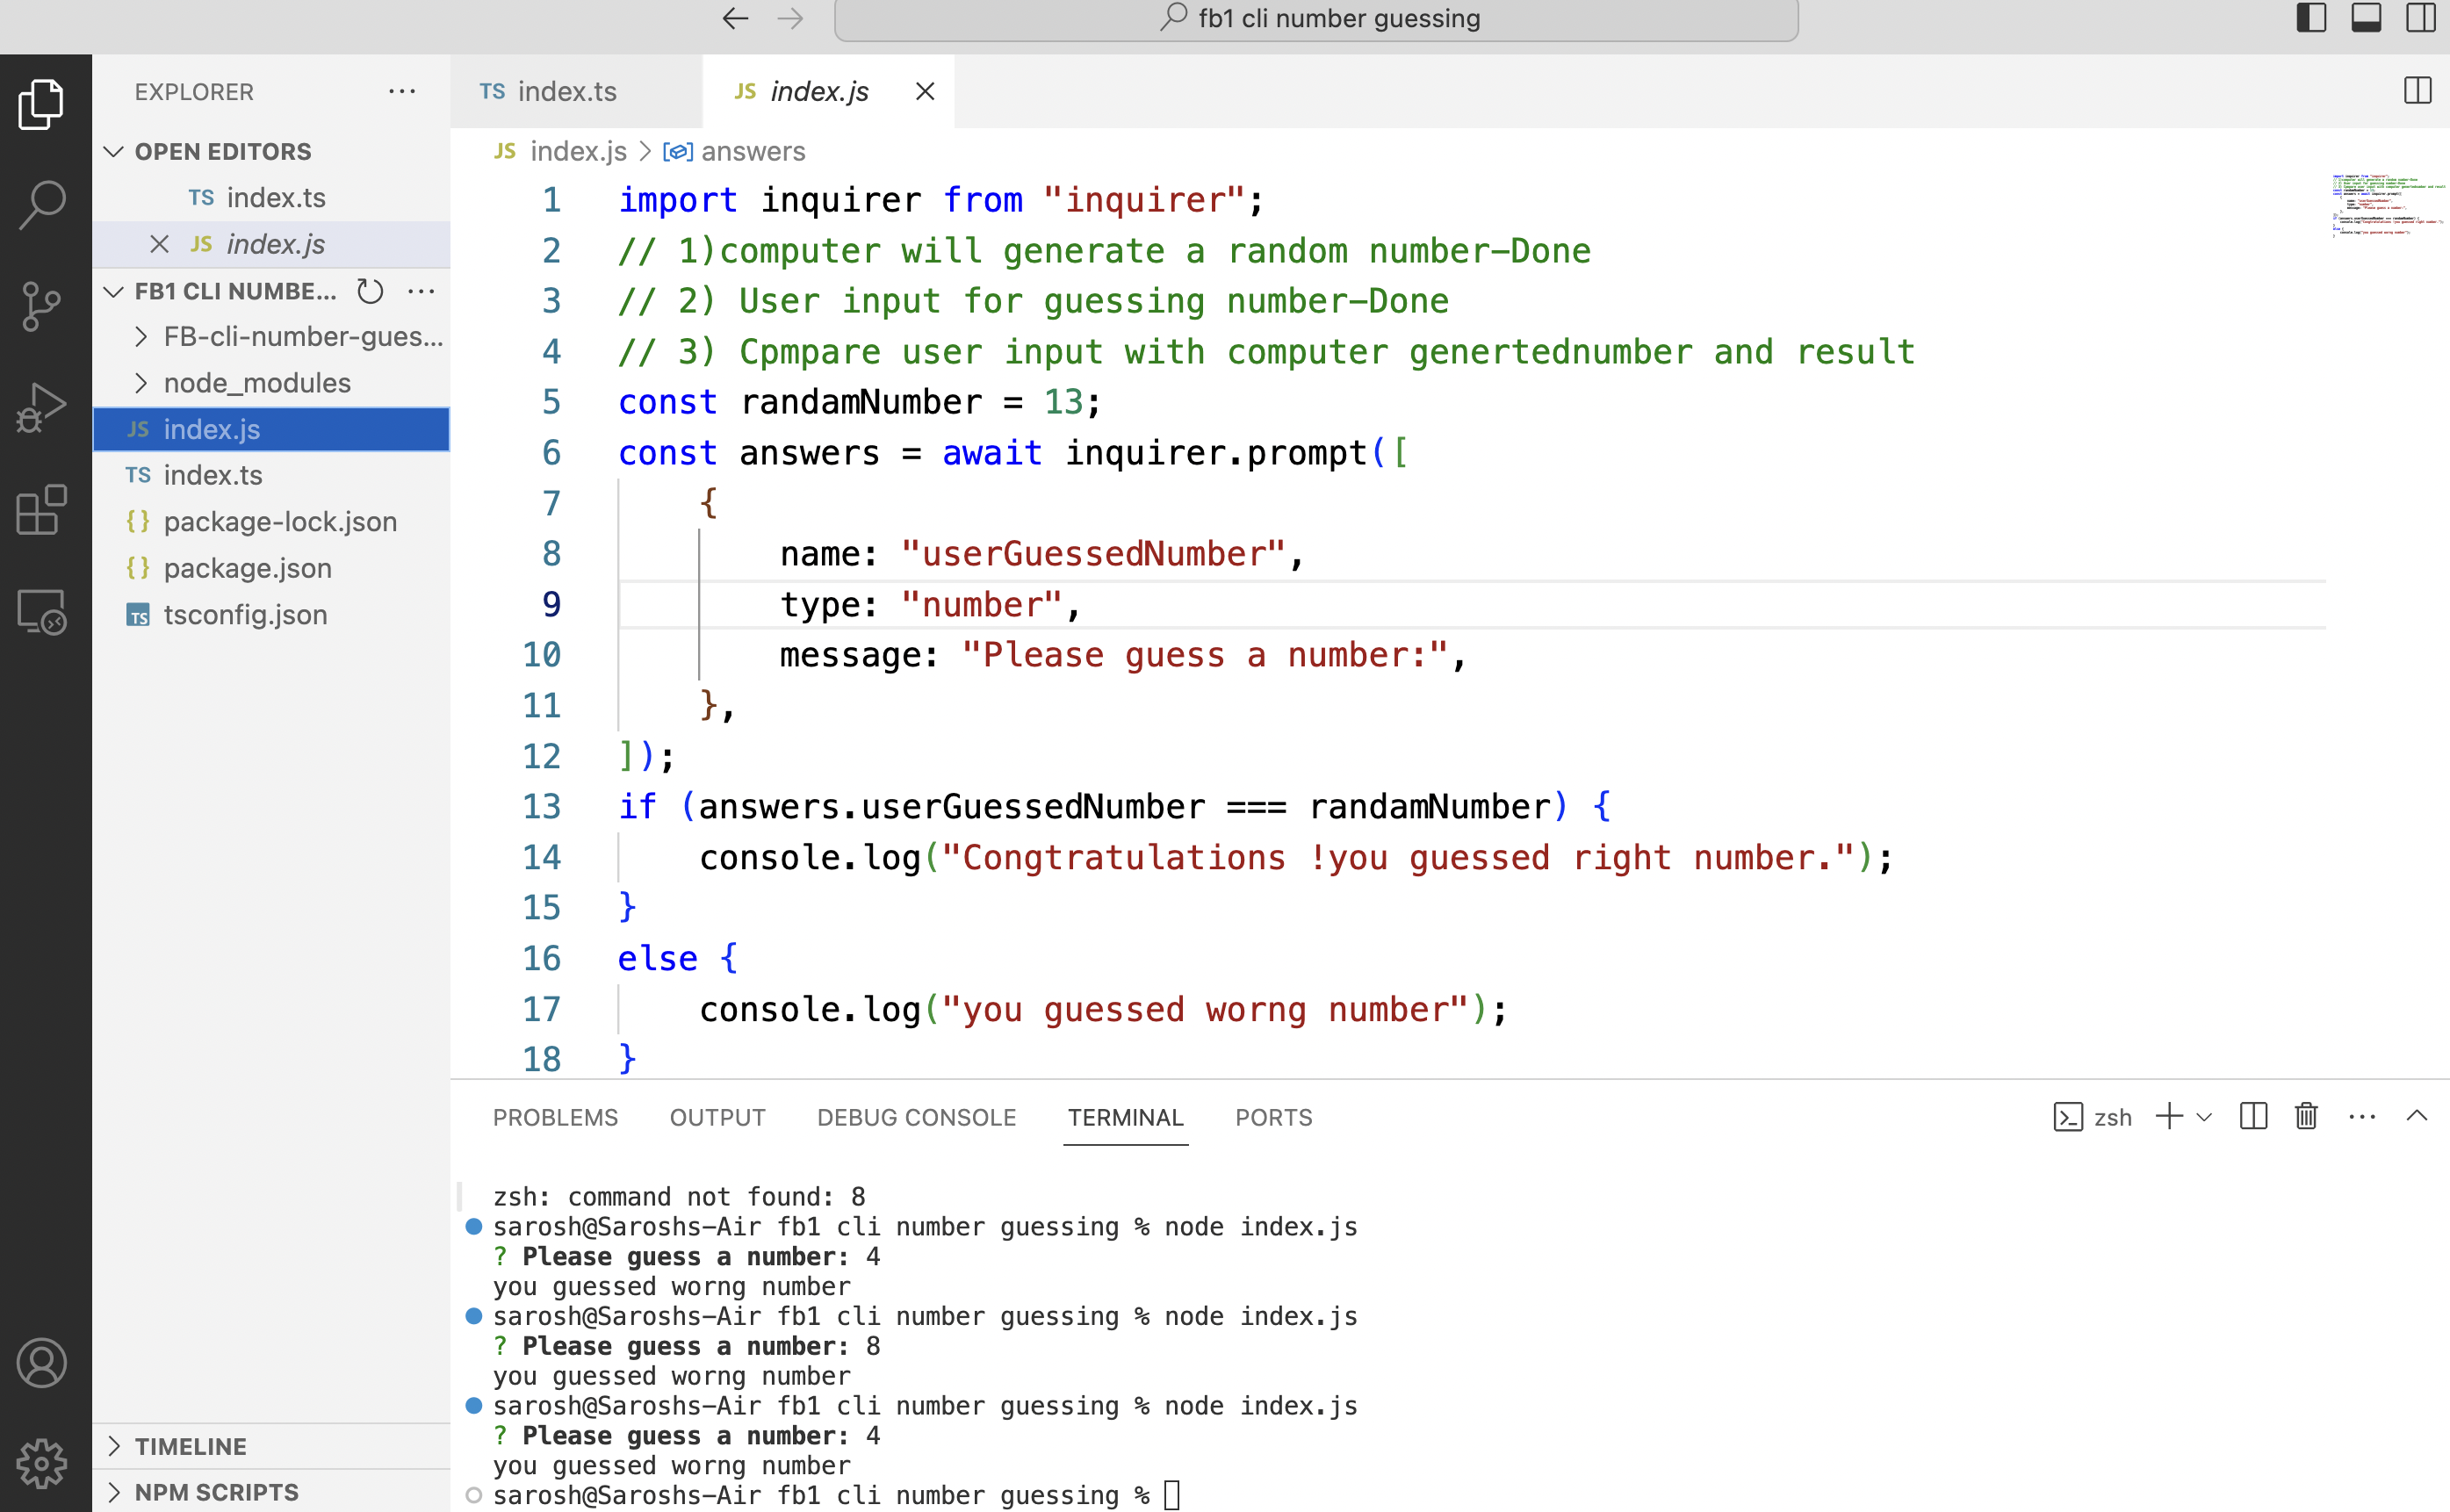 fb1 cli number guessing
EXPLORER
TS index.ts
JS index.js
OPEN EDITORS
TS index.ts
JS index.js
FB1 CLI NUMBE...
FB-cli-number-gues...
node_modules
JS index.js
TS index.ts
{} package-lock.json
{} package.json
TS tsconfig.json
TIMELINE
NPM SCRIPTS
JS index.js > answers
1 import inquirer from "inquirer";
2 // 1)computer will generate a random number-Done
3 // 2) User input for guessing number-Done
4 // 3) Cpmpare user input with computer genertednumber and result
5 const randamNumber = 13;
6 const answers = await inquirer.prompt([
7 {
8 name: "userGuessedNumber",
9 type: "number",
10 message: "Please guess a number:",
11 },
12 ]);
13 if (answers.userGuessedNumber === randamNumber) {
14 console.log("Congtratulations !you guessed right number.");
15 }
16 else {
17 console.log("you guessed worng number");
18 }
PROBLEMS OUTPUT DEBUG CONSOLE TERMINAL PORTS zsh
zsh: command not found: 8
sarosh@Saroshs-Air fb1 cli number guessing % node index.js
? Please guess a number: 4
you guessed worng number
sarosh@Saroshs-Air fb1 cli number guessing % node index.js
? Please guess a number: 8
you guessed worng number
sarosh@Saroshs-Air fb1 cli number guessing % node index.js
? Please guess a number: 4
you guessed worng number
sarosh@Saroshs-Air fb1 cli number guessing %